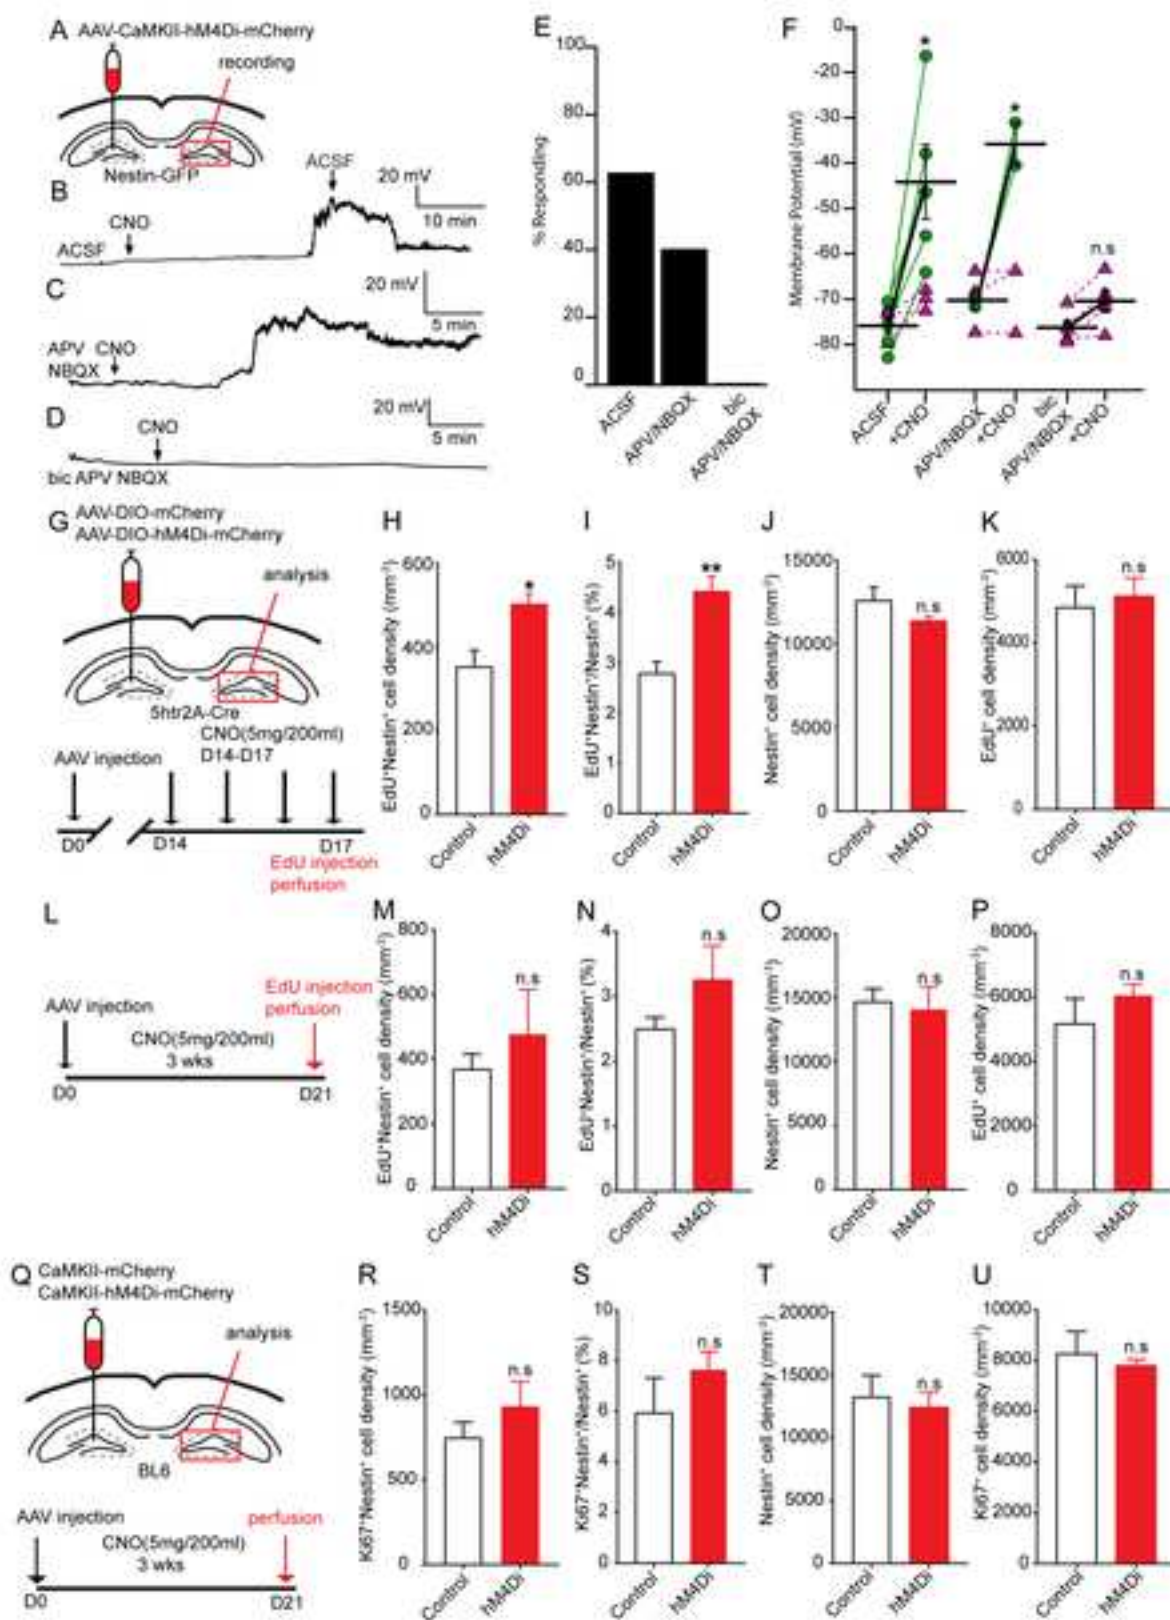 A AAV-CaMKII-hM4Di-mCherry
recording
Nestin-GFP
B
ACSF
CNO
ACSF
20 mV
10 min
C
APV
NBQX
CNO
20 mV
5 min
D
CNO
bic APV NBQX
20 mV
5 min
E
% Responding
100
80
60
40
20
0
ACSF
APV/NBQX
bic
APV/NBQX
F
Membrane Potential (mV)
0
-20
-30
-40
-50
-60
-70
-80
*
*
n.s
ACSF
+CNO
APV/NBQX
+CNO
bic
APV/NBQX
+CNO
G AAV-DIO-mCherry
AAV-DIO-hM4Di-mCherry
analysis
5htr2A-Cre
CNO(5mg/200ml)
AAV injection D14-D17
D0 D14 D17
EdU injection
perfusion
H
EdU⁺Nestin⁺ cell density (mm⁻²)
600
400
200
0
*
Control
hM4Di
I
EdU⁺Nestin⁺/Nestin⁺ (%)
5
4
3
2
1
0
**
Control
hM4Di
J
Nestin⁺ cell density (mm⁻²)
15000
10000
5000
0
n.s
Control
hM4Di
K
EdU⁺ cell density (mm⁻²)
6000
4000
2000
0
n.s
Control
hM4Di
L
AAV injection
EdU injection
perfusion
CNO(5mg/200ml)
3 wks
D0 D21
M
EdU⁺Nestin⁺ cell density (mm⁻²)
800
600
400
200
0
n.s
Control
hM4Di
N
EdU⁺Nestin⁺/Nestin⁺ (%)
4
3
2
1
0
n.s
Control
hM4Di
O
Nestin⁺ cell density (mm⁻²)
20000
15000
10000
5000
0
n.s
Control
hM4Di
P
EdU⁺ cell density (mm⁻²)
8000
6000
4000
2000
0
n.s
Control
hM4Di
Q CaMKII-mCherry
CaMKII-hM4Di-mCherry
analysis
BL6
AAV injection perfusion
CNO(5mg/200ml)
3 wks
D0 D21
R
Ki67⁺Nestin⁺ cell density (mm⁻²)
1500
1000
500
0
n.s
Control
hM4Di
S
Ki67⁺Nestin⁺/Nestin⁺ (%)
10
8
6
4
2
0
n.s
Control
hM4Di
T
Nestin⁺ cell density (mm⁻²)
20000
15000
10000
5000
0
n.s
Control
hM4Di
U
Ki67⁺ cell density (mm⁻²)
10000
8000
6000
4000
2000
0
n.s
Control
hM4Di